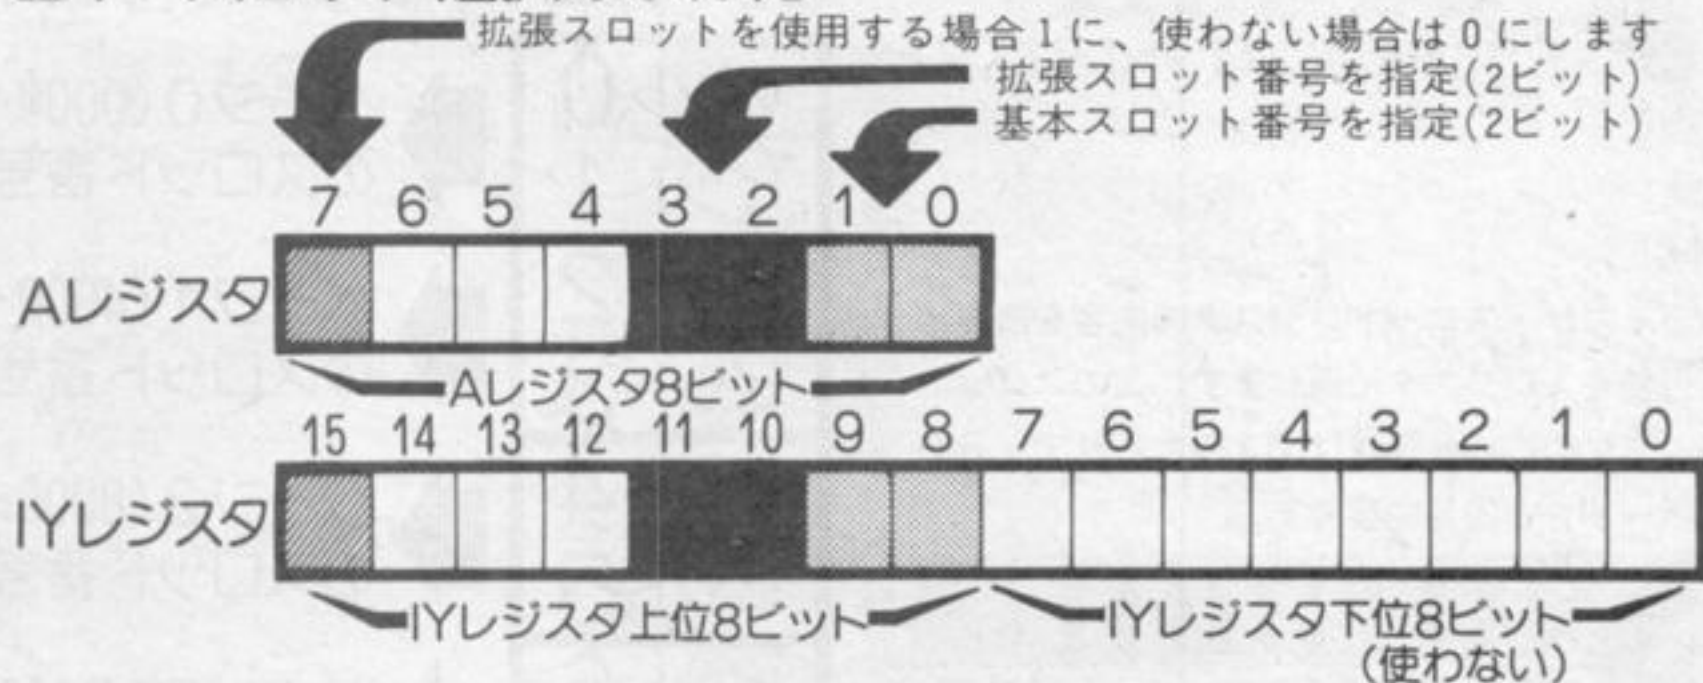 拡張スロットを使用する場合1に、使わない場合は0にします
拡張スロット番号を指定(2ビット)
基本スロット番号を指定(2ビット)
7 6 5 4 3 2 1 0
Aレジスタ
Aレジスタ8ビット
15 14 13 12 11 10 9 8 7 6 5 4 3 2 1 0
IYレジスタ
IYレジスタ上位8ビット
IYレジスタ下位8ビット
(使わない)